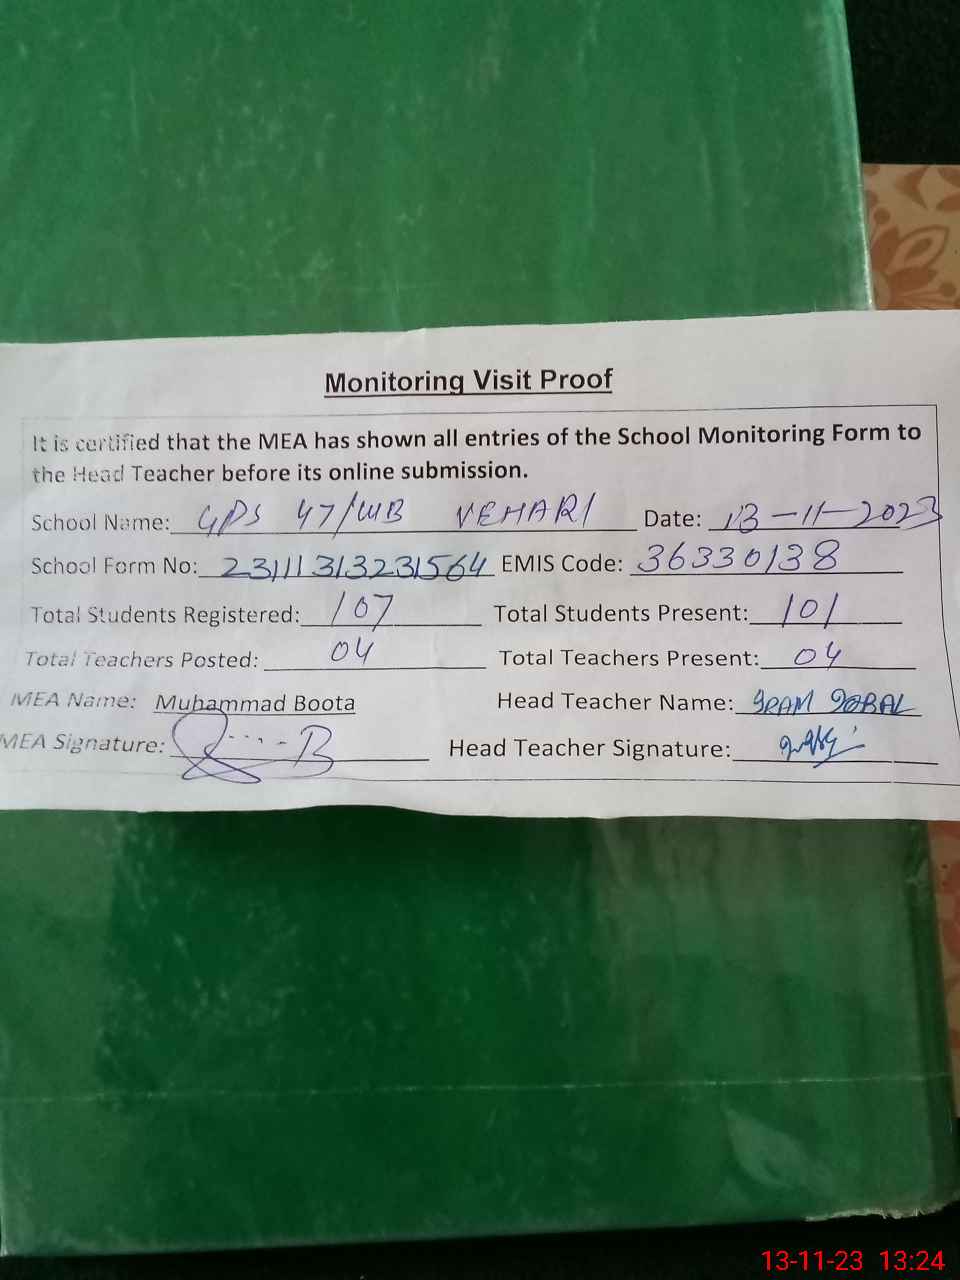 Monitoring Visit Proof
It is certified that the MEA has shown all entries of the School Monitoring Form to
the Head Teacher before its online submission.
School Name: GPS 47/WB VEHARI Date: 13-11-2023
School Form No: 23111313231564 EMIS Code: 36330138
Total Students Registered: 107 Total Students Present: 101
Total Teachers Posted: 04 Total Teachers Present: 04
MEA Name: Muhammad Boota Head Teacher Name: IRAM IQBAL
MEA Signature: Head Teacher Signature:
13-11-23 13:24